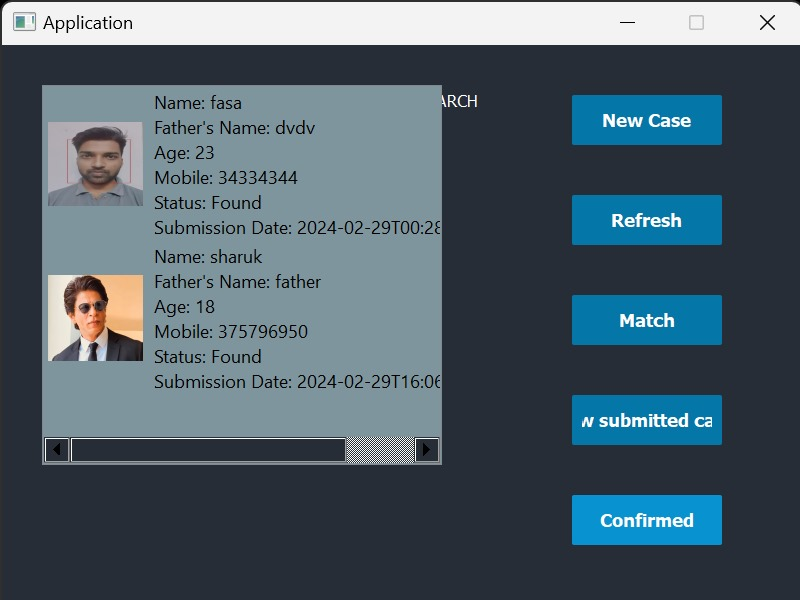 Application
ARCH
Name: fasa
Father's Name: dvdv
Age: 23
Mobile: 34334344
Status: Found
Submission Date: 2024-02-29T00:28
Name: sharuk
Father's Name: father
Age: 18
Mobile: 375796950
Status: Found
Submission Date: 2024-02-29T16:06
New Case
Refresh
Match
w submitted ca
Confirmed